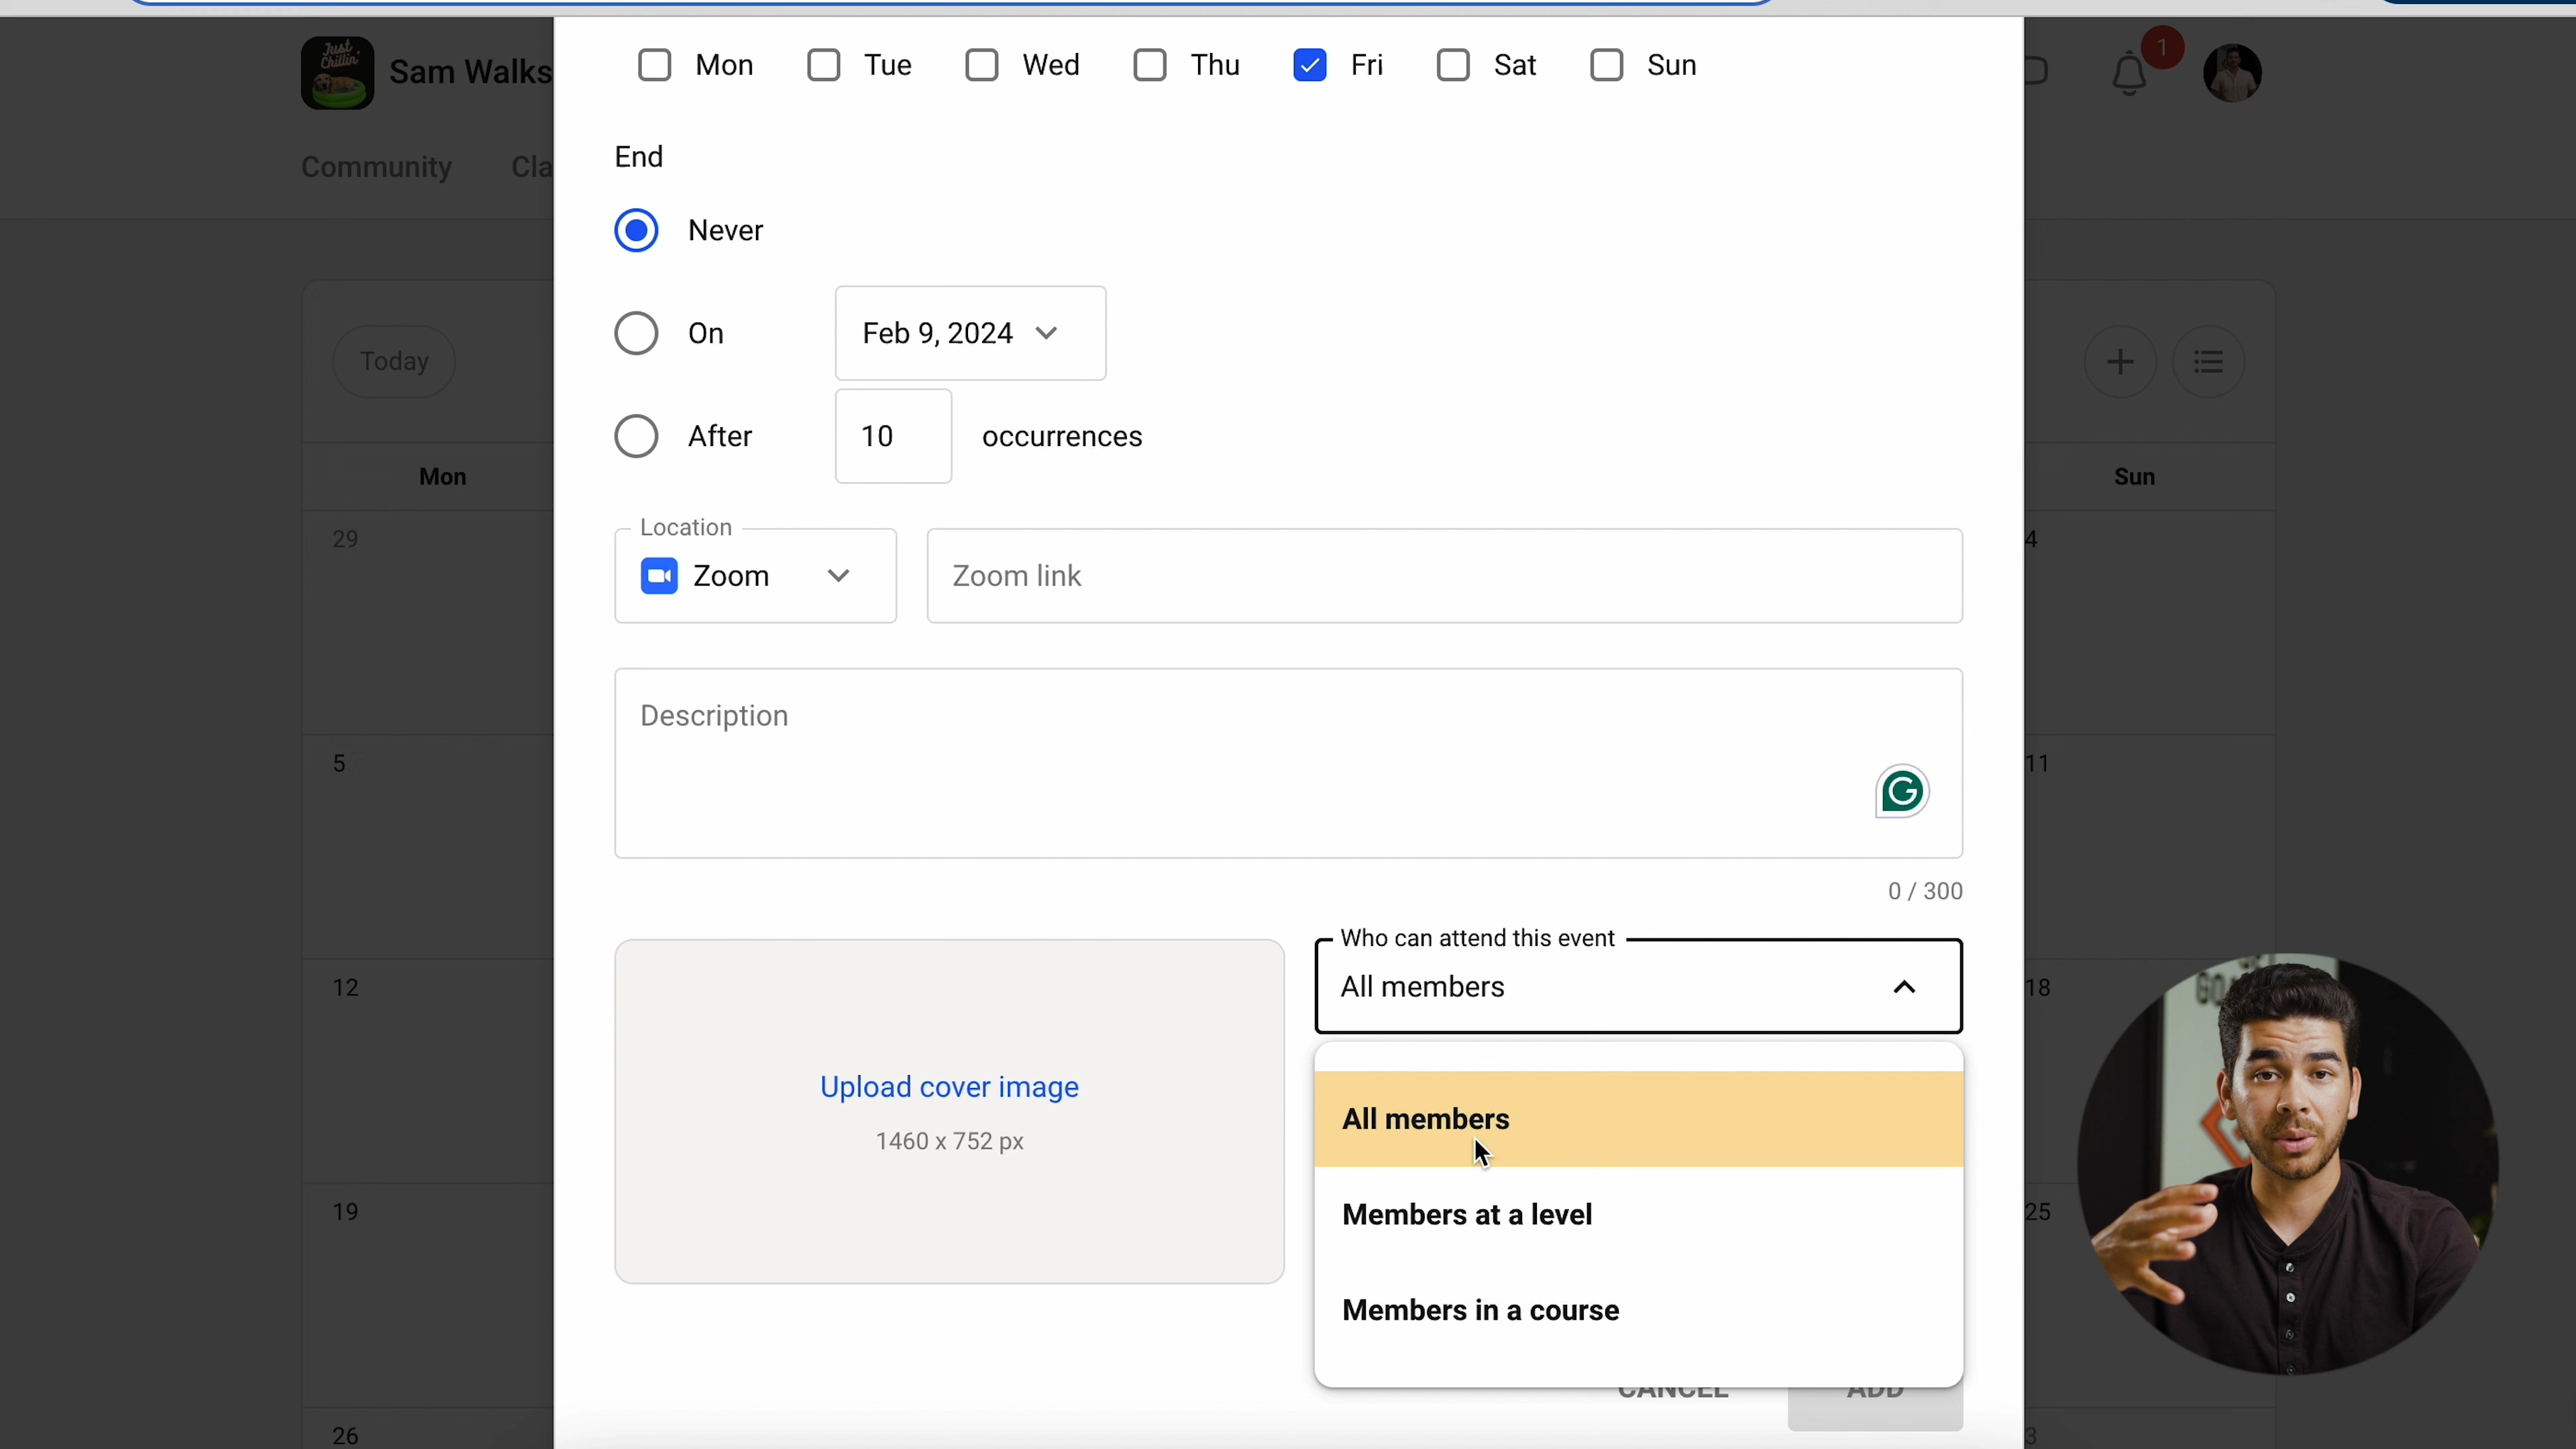 Mon Tue Wed Thu Fri Sat Sun
Just Chillin'
Sam Walks
1
Community Cla
End
Never
On Feb 9, 2024
After 10 occurrences
Today
Mon Sun
Location
Zoom Zoom link
29 4
Description
5 11
G
0 / 300
Who can attend this event
All members
12 18
Upload cover image
1460 x 752 px
All members
Members at a level
Members in a course
19 25
CANCEL ADD
26 3